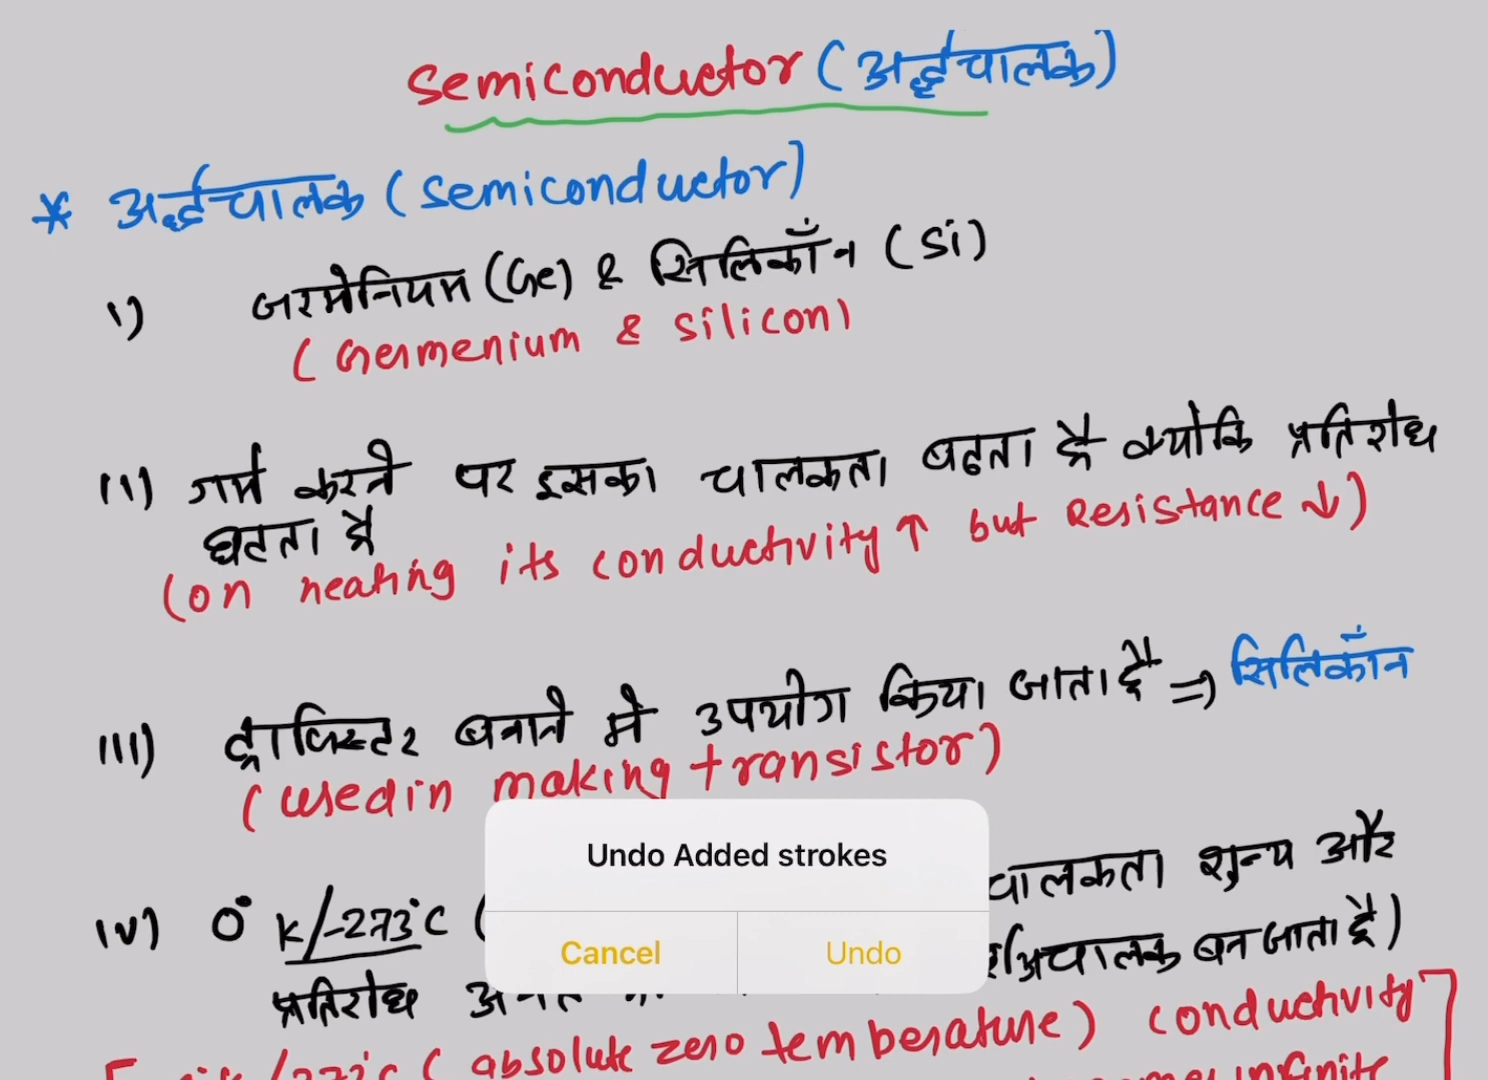 Semiconductor (अर्द्धचालक)
* अर्द्धचालक (Semiconductor)
i) जरमेनियम (Ge) & सिलिकाँन (Si)
(Germenium & silicon)
ii) गर्म करने पर इसका चालकता बढता है क्योकि प्रतिरोध
घटता है
(on heating its conductivity ↑ but Resistance ↓)
iii) ट्रांजिस्टर बनाने मे उपयोग किया जाता है ⇒ सिलिकाँन
(used in making transistor)
Undo Added strokes
iv) 0° K/-273°C ( चालकता शून्य और
Cancel Undo
प्रतिरोध अचालक बन जाता है)
(absolute zero temperature) conductivity
infinite